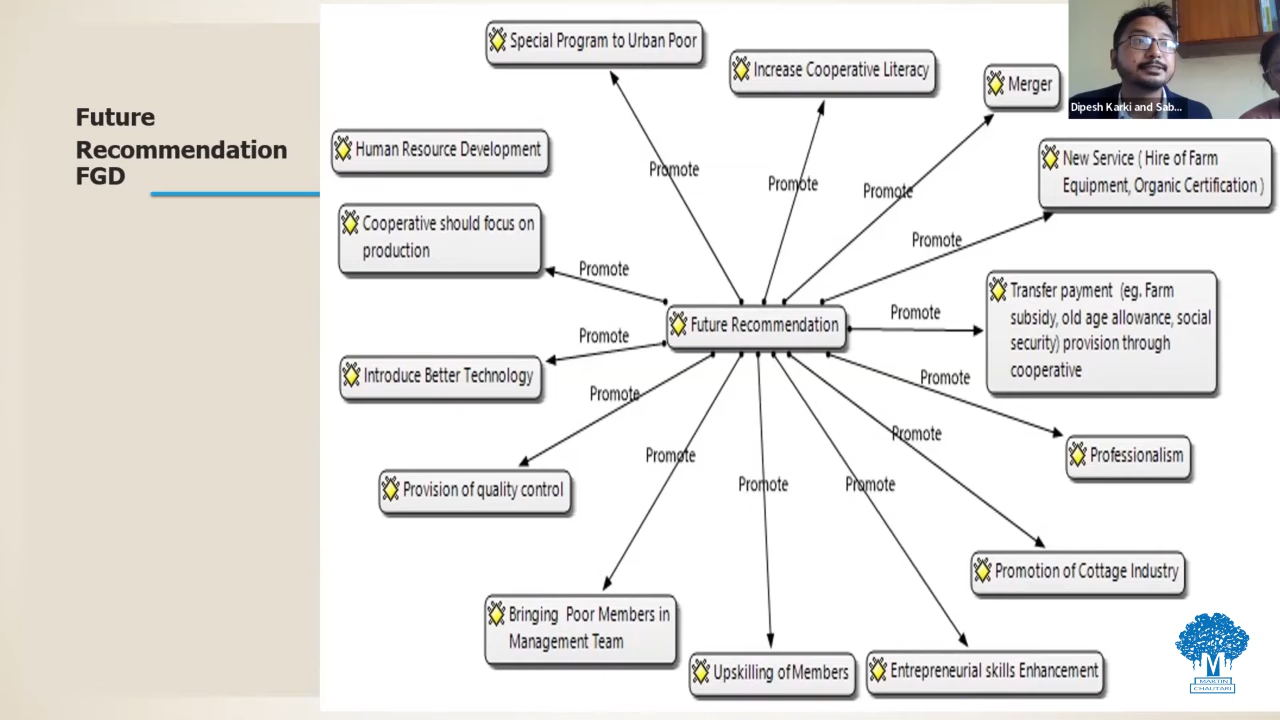 Future
Recommendation
FGD
Special Program to Urban Poor
Increase Cooperative Literacy
Merger
Dipesh Karki and Sab...
Human Resource Development
New Service ( Hire of Farm
Equipment, Organic Certification )
Promote
Promote
Promote
Cooperative should focus on
production
Promote
Promote
Future Recommendation
Promote
Transfer payment (eg. Farm
subsidy, old age allowance, social
security) provision through
cooperative
Promote
Introduce Better Technology
Promote
Promote
Professionalism
Promote
Promote
Provision of quality control
Promote
Promote
Promotion of Cottage Industry
Bringing Poor Members in
Management Team
Upskilling of Members
Entrepreneurial skills Enhancement
M
MARTIN
CHAUTARI